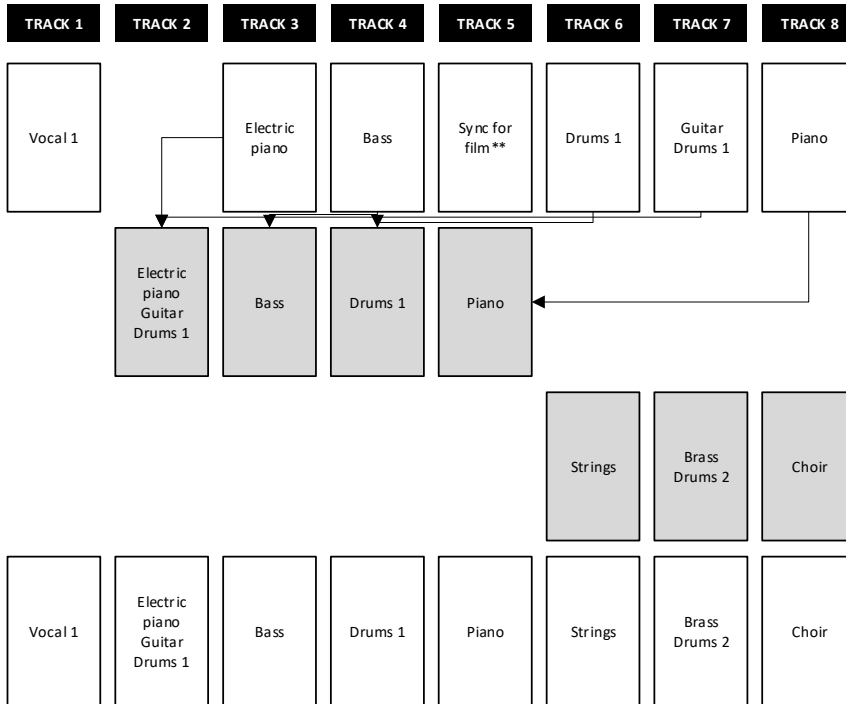 TRACK 1 TRACK 2 TRACK 3 TRACK 4 TRACK 5 TRACK 6 TRACK 7 TRACK 8
Vocal 1
Electric
piano
Bass
Sync for
film **
Drums 1
Guitar
Drums 1
Piano
Electric
piano
Guitar
Drums 1
Bass
Drums 1
Piano
Strings
Brass
Drums 2
Choir
Vocal 1
Electric
piano
Guitar
Drums 1
Bass
Drums 1
Piano
Strings
Brass
Drums 2
Choir